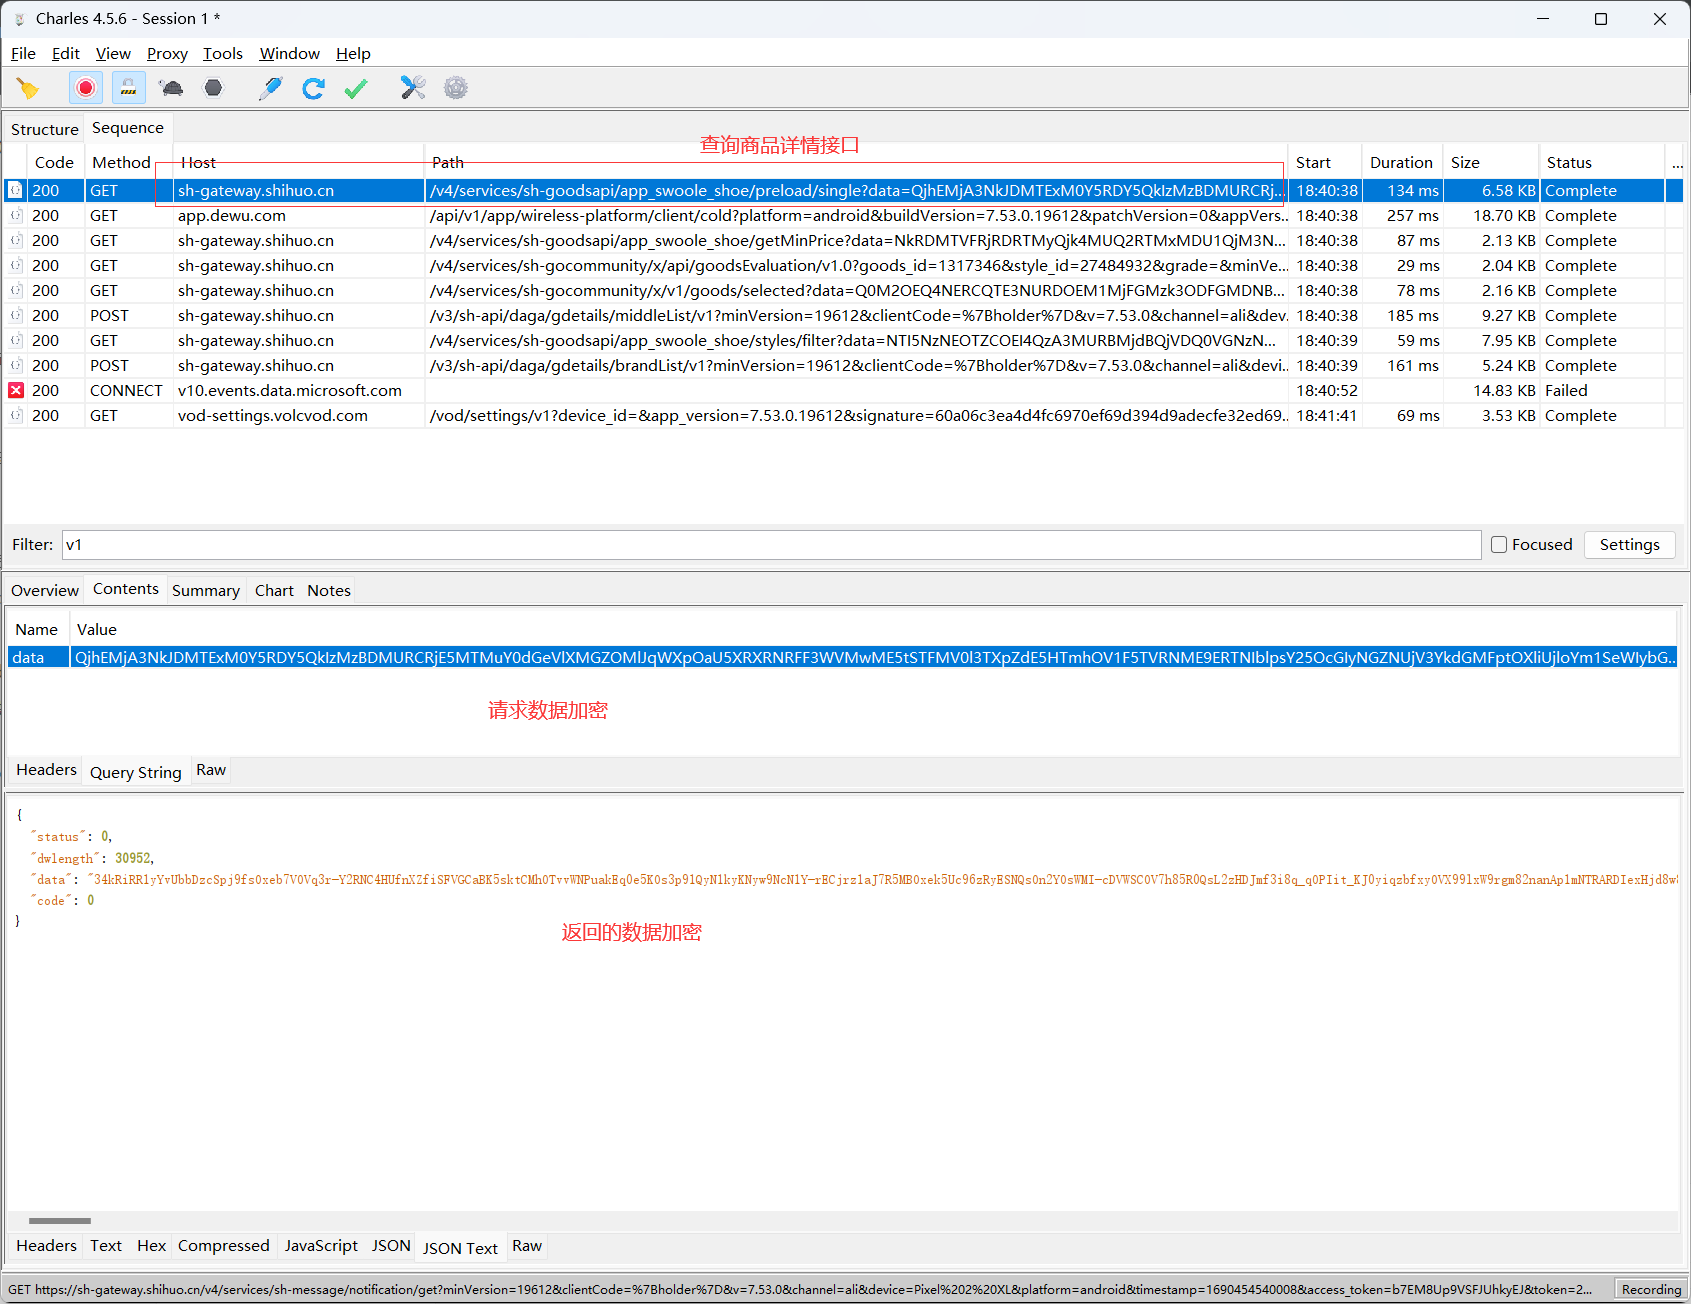 Charles 4.5.6 - Session 1 *
File Edit View Proxy Tools Window Help
Structure Sequence
查询商品详情接口
Code Method Host Path Start Duration Size Status ...
200 GET sh-gateway.shihuo.cn /v4/services/sh-goodsapi/app_swoole_shoe/preload/single?data=QjhEMjA3NkJDMTExM0Y5RDY5QkIzMzBDMURCRj... 18:40:38 134 ms 6.58 KB Complete
200 GET app.dewu.com /api/v1/app/wireless-platform/client/cold?platform=android&buildVersion=7.53.0.19612&patchVersion=0&appVers... 18:40:38 257 ms 18.70 KB Complete
200 GET sh-gateway.shihuo.cn /v4/services/sh-goodsapi/app_swoole_shoe/getMinPrice?data=NkRDMTVFRjRDRTMyQjk4MUQ2RTMxMDU1QjM3N... 18:40:38 87 ms 2.13 KB Complete
200 GET sh-gateway.shihuo.cn /v4/services/sh-gocommunity/x/api/goodsEvaluation/v1.0?goods_id=1317346&style_id=27484932&grade=&minVe... 18:40:38 29 ms 2.04 KB Complete
200 GET sh-gateway.shihuo.cn /v4/services/sh-gocommunity/x/v1/goods/selected?data=Q0M2OEQ4NERCQTE3NURDOEM1MjFGMzk3ODFGMDNB... 18:40:38 78 ms 2.16 KB Complete
200 POST sh-gateway.shihuo.cn /v3/sh-api/daga/gdetails/middleList/v1?minVersion=19612&clientCode=%7Bholder%7D&v=7.53.0&channel=ali&dev... 18:40:38 185 ms 9.27 KB Complete
200 GET sh-gateway.shihuo.cn /v4/services/sh-goodsapi/app_swoole_shoe/styles/filter?data=NTI5NzNEOTZCOEI4QzA3MURBMjdBQjVDQ0VGNzN... 18:40:39 59 ms 7.95 KB Complete
200 POST sh-gateway.shihuo.cn /v3/sh-api/daga/gdetails/brandList/v1?minVersion=19612&clientCode=%7Bholder%7D&v=7.53.0&channel=ali&devi... 18:40:39 161 ms 5.24 KB Complete
200 CONNECT v10.events.data.microsoft.com 18:40:52 14.83 KB Failed
200 GET vod-settings.volcvod.com /vod/settings/v1?device_id=&app_version=7.53.0.19612&signature=60a06c3ea4d4fc6970ef69d394d9adecfe32ed69... 18:41:41 69 ms 3.53 KB Complete
Filter: v1 Focused Settings
Overview Contents Summary Chart Notes
Name Value
data QjhEMjA3NkJDMTExM0Y5RDY5QkIzMzBDMURCRjE5MTMuY0dGeVlXMGZOMlJqWXpOaU5XRXRNRFF3WVMwME5tSTFMV0l3TXpZdE5HTmhOV1F5TVRNME9ERTNIblpsY25OcGIyNGZNUjV3YkdGMFptOXliUjloYm1SeWIybG...
请求数据加密
Headers Query String Raw
{
"status": 0,
"dwlength": 30952,
"data":
"code": 0
}
返回的数据加密
Headers Text Hex Compressed JavaScript JSON JSON Text Raw
GET https://sh-gateway.shihuo.cn/v4/services/sh-message/notification/get?minVersion=19612&clientCode=%7Bholder%7D&v=7.53.0&channel=ali&device=Pixel%202%20XL&platform=android&timestamp=1690454540008&access_token=b7EM8Up9VSFJUhkyEJ&token=2... Recording